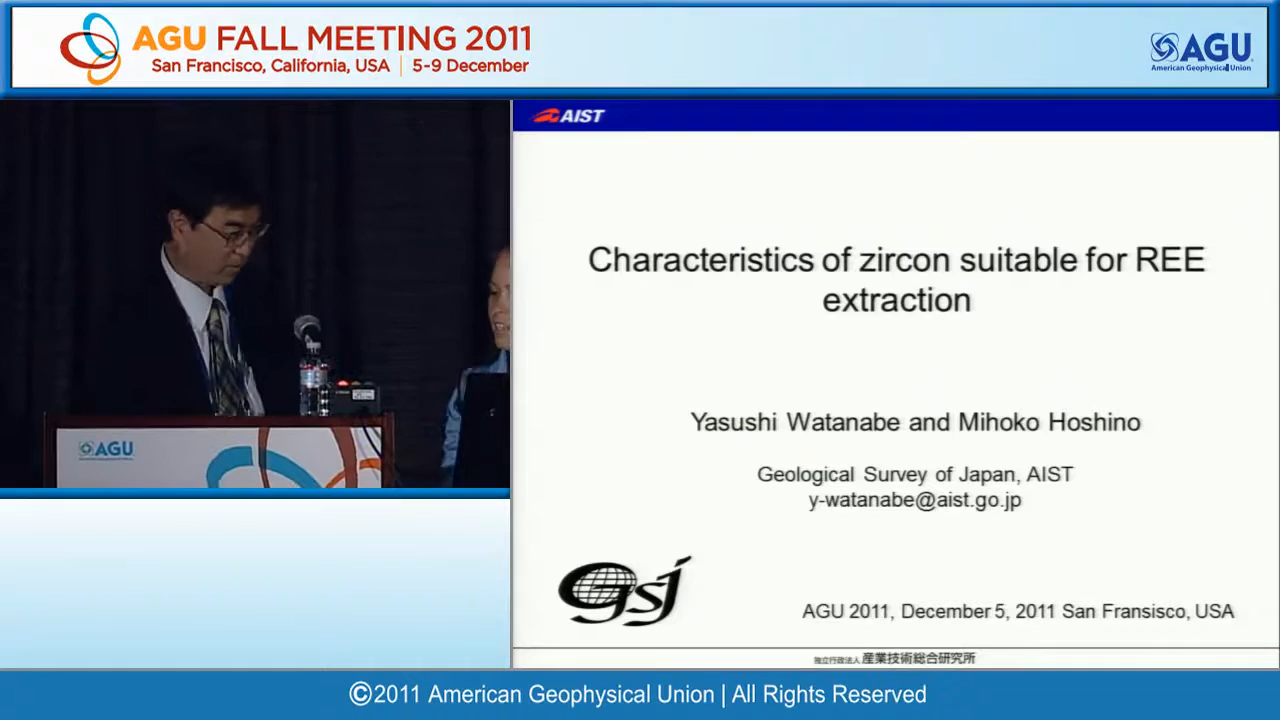 AGU FALL MEETING 2011
San Francisco, California, USA | 5-9 December
AGU
American Geophysical Union
AIST
Characteristics of zircon suitable for REE
extraction
Yasushi Watanabe and Mihoko Hoshino
Geological Survey of Japan, AIST
y-watanabe@aist.go.jp
GSJ
AGU 2011, December 5, 2011 San Fransisco, USA
独立行政法人 産業技術総合研究所
AGU
©2011 American Geophysical Union | All Rights Reserved